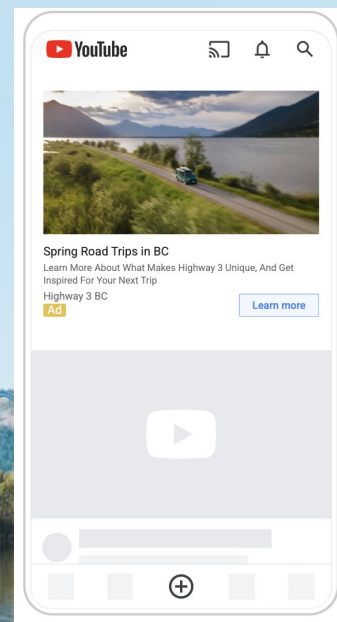 YouTube
Spring Road Trips in BC
Learn More About What Makes Highway 3 Unique, And Get
Inspired For Your Next Trip
Highway 3 BC
Ad
Learn more